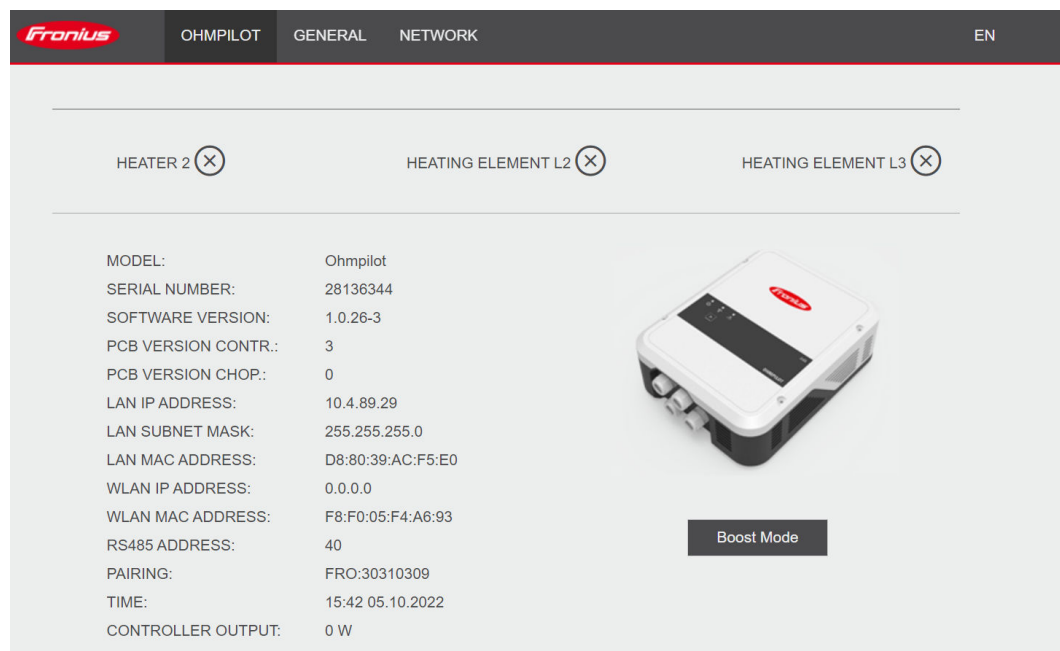 Fronius OHMPILOT GENERAL NETWORK EN
HEATER 2 HEATING ELEMENT L2 HEATING ELEMENT L3
MODEL: Ohmpilot
SERIAL NUMBER: 28136344
SOFTWARE VERSION: 1.0.26-3
PCB VERSION CONTR.: 3
PCB VERSION CHOP.: 0
LAN IP ADDRESS: 10.4.89.29
LAN SUBNET MASK: 255.255.255.0
LAN MAC ADDRESS: D8:80:39:AC:F5:E0
WLAN IP ADDRESS: 0.0.0.0
WLAN MAC ADDRESS: F8:F0:05:F4:A6:93
RS485 ADDRESS: 40
PAIRING: FRO:30310309
TIME: 15:42 05.10.2022
CONTROLLER OUTPUT: 0 W
Fronius
Boost Mode